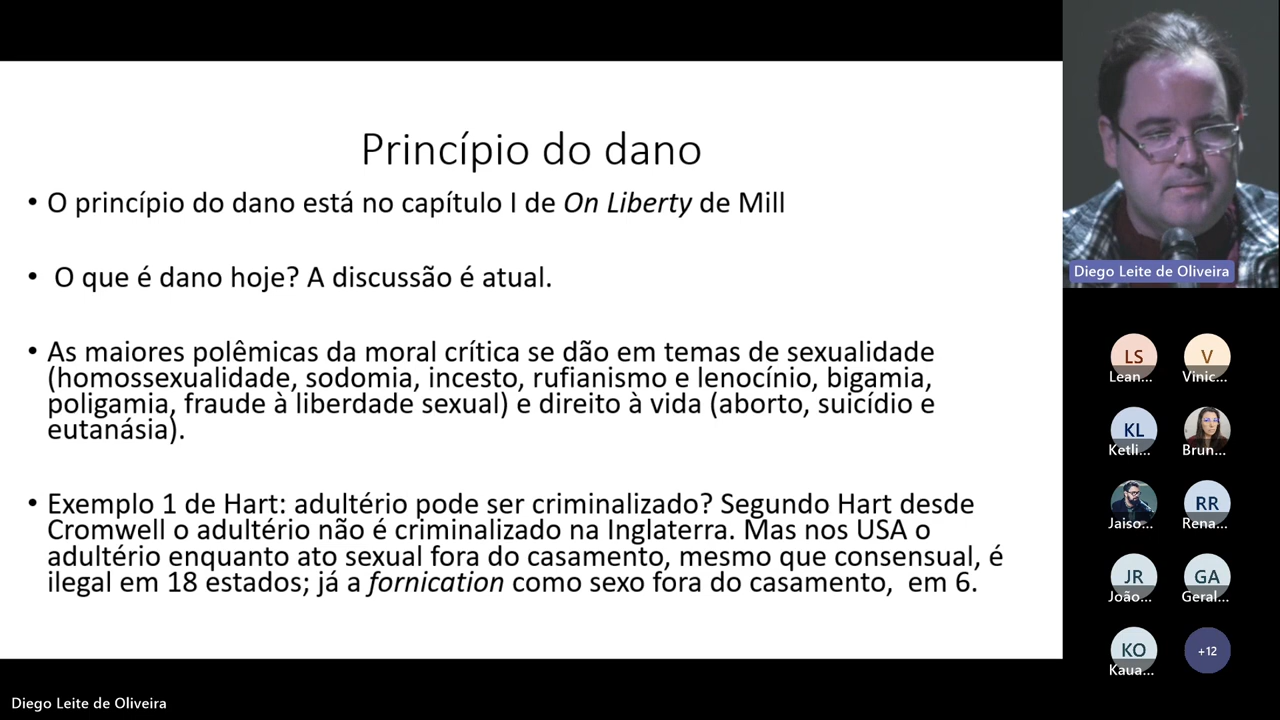 Princípio do dano
• O princípio do dano está no capítulo I de On Liberty de Mill
• O que é dano hoje? A discussão é atual.
• As maiores polêmicas da moral crítica se dão em temas de sexualidade
(homossexualidade, sodomia, incesto, rufianismo e lenocínio, bigamia,
poligamia, fraude à liberdade sexual) e direito à vida (aborto, suicídio e
eutanásia).
• Exemplo 1 de Hart: adultério pode ser criminalizado? Segundo Hart desde
Cromwell o adultério não é criminalizado na Inglaterra. Mas nos USA o
adultério enquanto ato sexual fora do casamento, mesmo que consensual, é
ilegal em 18 estados; já a fornication como sexo fora do casamento, em 6.
Diego Leite de Oliveira
LS
Lean...
V
Vinic...
KL
Ketli...
Brun...
Jaiso...
RR
Rena...
JR
João...
GA
Geral...
KO
Kaua...
+12
Diego Leite de Oliveira